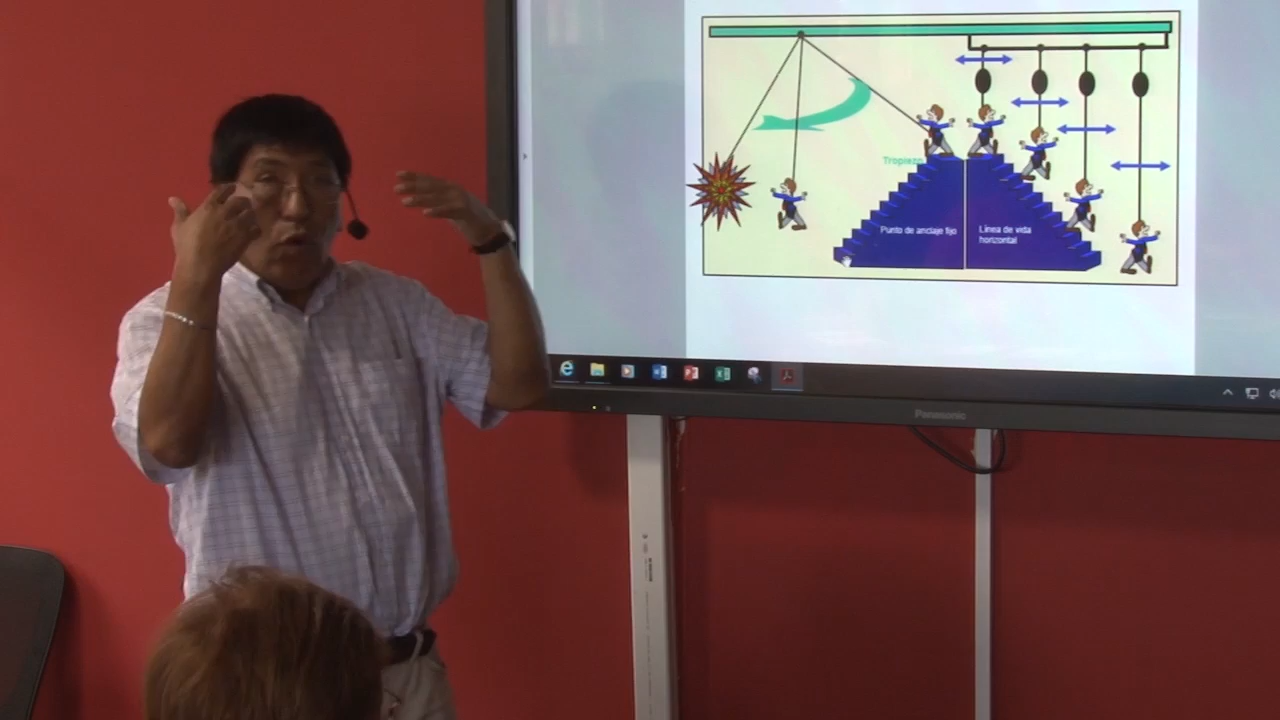 Tropiezo
Punto de anclaje fijo
Línea de vida
horizontal
Panasonic